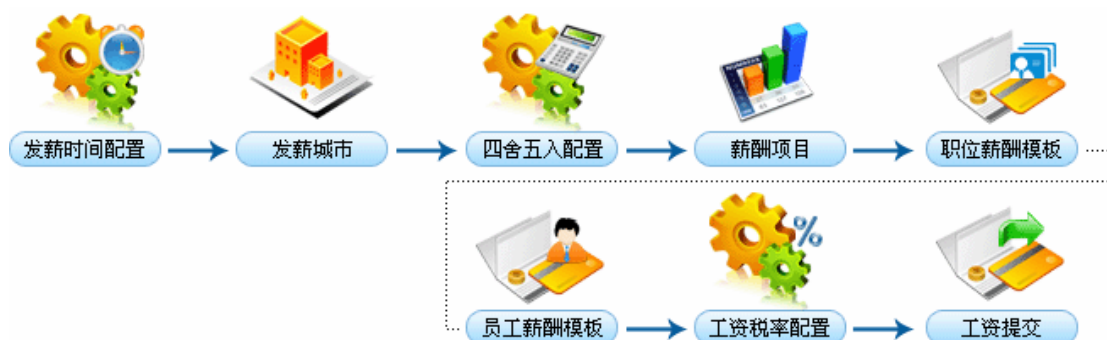 发薪时间配置
发薪城市
四舍五入配置
薪酬项目
职位薪酬模板
%
员工薪酬模板
工资税率配置
工资提交